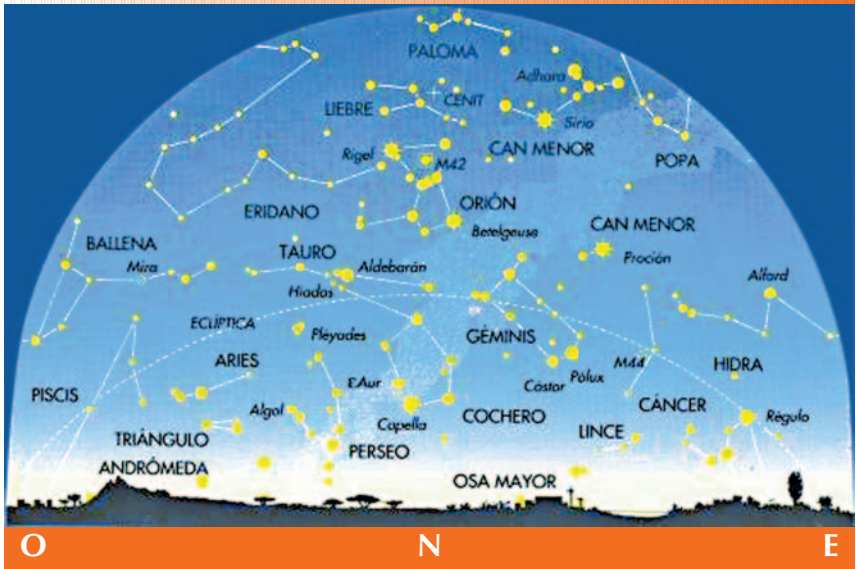 PALOMA
Adhara
CENIT
LIEBRE
Sirio
Rigel
M42
CAN MENOR
POPA
ERIDANO
ORIÓN
Betelgeuse
CAN MENOR
BALLENA
TAURO
Mira
Aldebarán
Proción
Alfard
Hiadas
ECLÍPTICA
Pléyades
GÉMINIS
ARIES
M44
HIDRA
PISCIS
εAur
Cástor
Pólux
Algol
Capella
COCHERO
CÁNCER
Régulo
TRIÁNGULO
LINCE
PERSEO
ANDRÓMEDA
OSA MAYOR
O N E